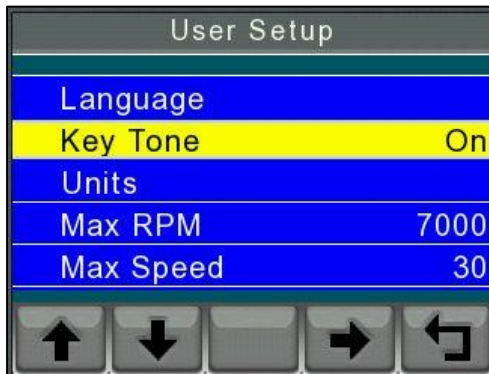 User Setup
Language
Key Tone On
Units
Max RPM 7000
Max Speed 30